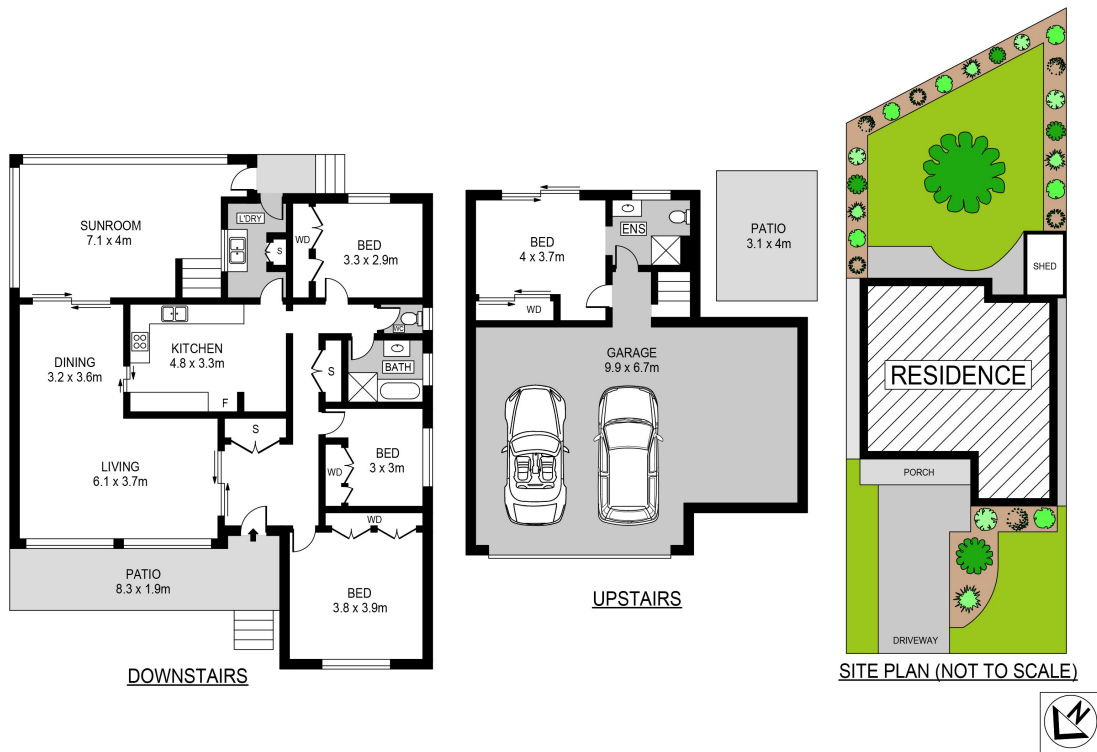 SUNROOM
7.1 x 4m
L'DRY
S
WD
BED
3.3 x 2.9m
DINING
3.2 x 3.6m
KITCHEN
4.8 x 3.3m
F
WC
BATH
S
S
LIVING
6.1 x 3.7m
WD
BED
3 x 3m
WD
BED
3.8 x 3.9m
PATIO
8.3 x 1.9m
DOWNSTAIRS
BED
4 x 3.7m
ENS
WD
PATIO
3.1 x 4m
GARAGE
9.9 x 6.7m
UPSTAIRS
SHED
RESIDENCE
PORCH
DRIVEWAY
SITE PLAN (NOT TO SCALE)
N